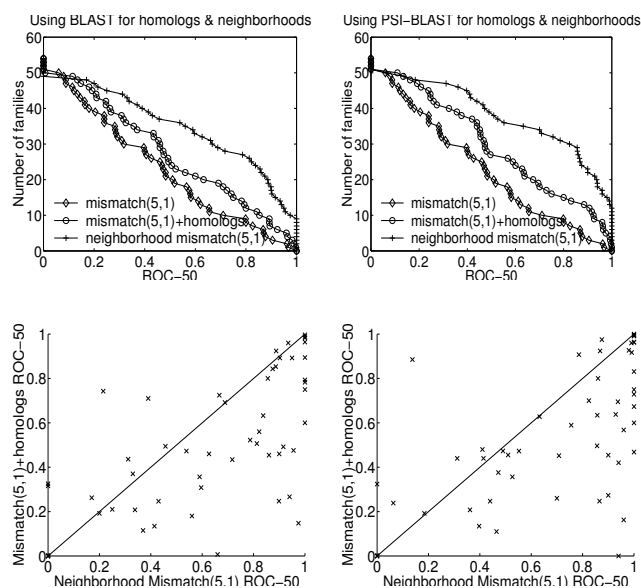 Using BLAST for homologs & neighborhoods
60
50
40
30
20
10
0
Number of families
mismatch(5,1)
mismatch(5,1)+homologs
neighborhood mismatch(5,1)
0.2
0.4
0.6
0.8
1
ROC-50
Using PSI-BLAST for homologs & neighborhoods
60
50
40
30
20
10
0
Number of families
mismatch(5,1)
mismatch(5,1)+homologs
neighborhood mismatch(5,1)
0 0.2 0.4 0.6 0.8 1
ROC-50
1
0.8
0.6
0.4
0.2
0
Mismatch(5,1)+homologs ROC-50
0 0.2 0.4 0.6 0.8 1
Neighborhood Mismatch(5,1) ROC-50
1
0.8
0.6
0.4
0.2
0
Mismatch(5,1)+homologs ROC-50
0 0.2 0.4 0.6 0.8 1
Neighborhood Mismatch(5,1) ROC-50